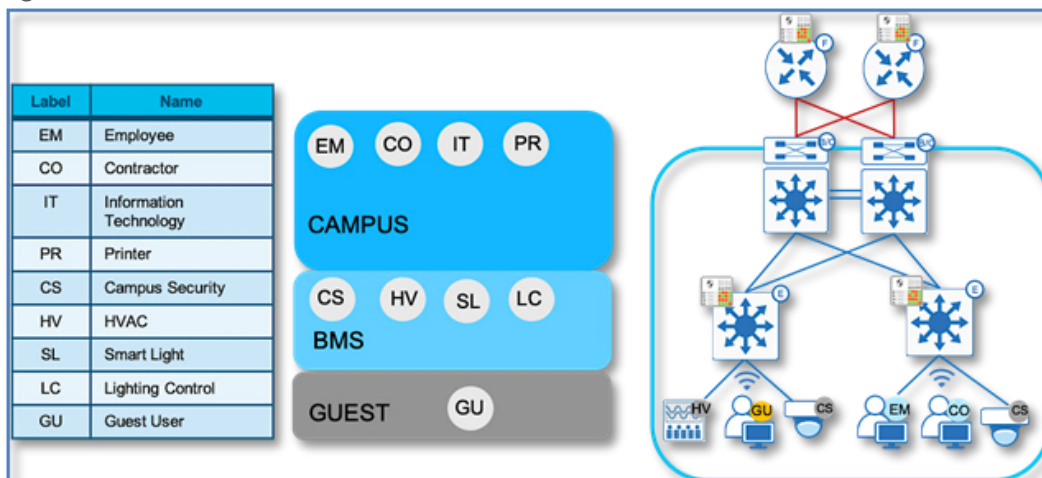 Label Name
EM Employee
CO Contractor
IT Information
Technology
PR Printer
CS Campus Security
HV HVAC
SL Smart Light
LC Lighting Control
GU Guest User
EM CO IT PR
CAMPUS
CS HV SL LC
BMS
GUEST GU
F F
B/C B/C
E E
HV GU CS EM CO CS